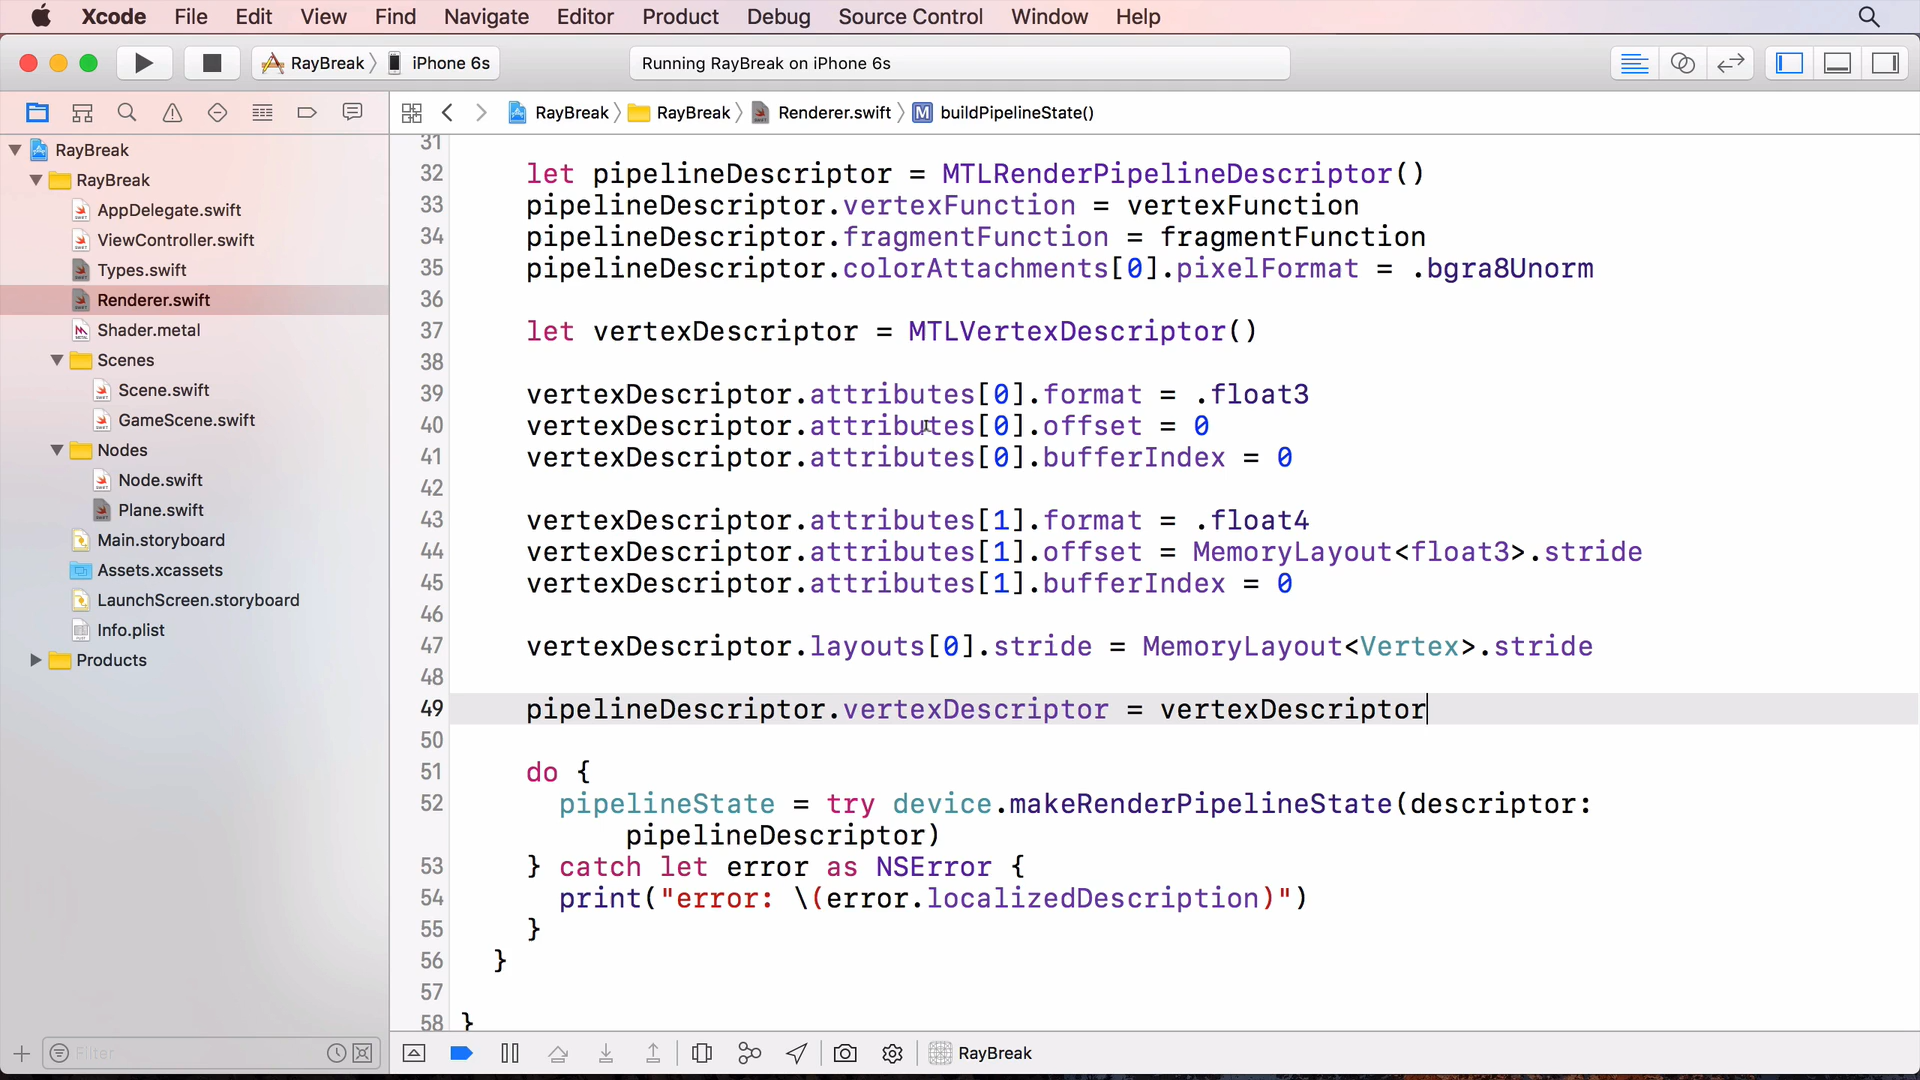 Xcode File Edit View Find Navigate Editor Product Debug Source Control Window Help
RayBreak iPhone 6s Running RayBreak on iPhone 6s
RayBreak RayBreak Renderer.swift M buildPipelineState()
RayBreak
RayBreak
AppDelegate.swift
ViewController.swift
Types.swift
Renderer.swift
Shader.metal
Scenes
Scene.swift
GameScene.swift
Nodes
Node.swift
Plane.swift
Main.storyboard
Assets.xcassets
LaunchScreen.storyboard
Info.plist
Products
Filter
31
32 let pipelineDescriptor = MTLRenderPipelineDescriptor()
33 pipelineDescriptor.vertexFunction = vertexFunction
34 pipelineDescriptor.fragmentFunction = fragmentFunction
35 pipelineDescriptor.colorAttachments[0].pixelFormat = .bgra8Unorm
36
37 let vertexDescriptor = MTLVertexDescriptor()
38
39 vertexDescriptor.attributes[0].format = .float3
40 vertexDescriptor.attributes[0].offset = 0
41 vertexDescriptor.attributes[0].bufferIndex = 0
42
43 vertexDescriptor.attributes[1].format = .float4
44 vertexDescriptor.attributes[1].offset = MemoryLayout<float3>.stride
45 vertexDescriptor.attributes[1].bufferIndex = 0
46
47 vertexDescriptor.layouts[0].stride = MemoryLayout<Vertex>.stride
48
49 pipelineDescriptor.vertexDescriptor = vertexDescriptor
50
51 do {
52 pipelineState = try device.makeRenderPipelineState(descriptor:
pipelineDescriptor)
53 } catch let error as NSError {
54 print("error: \(error.localizedDescription)")
55 }
56 }
57
58 }
RayBreak